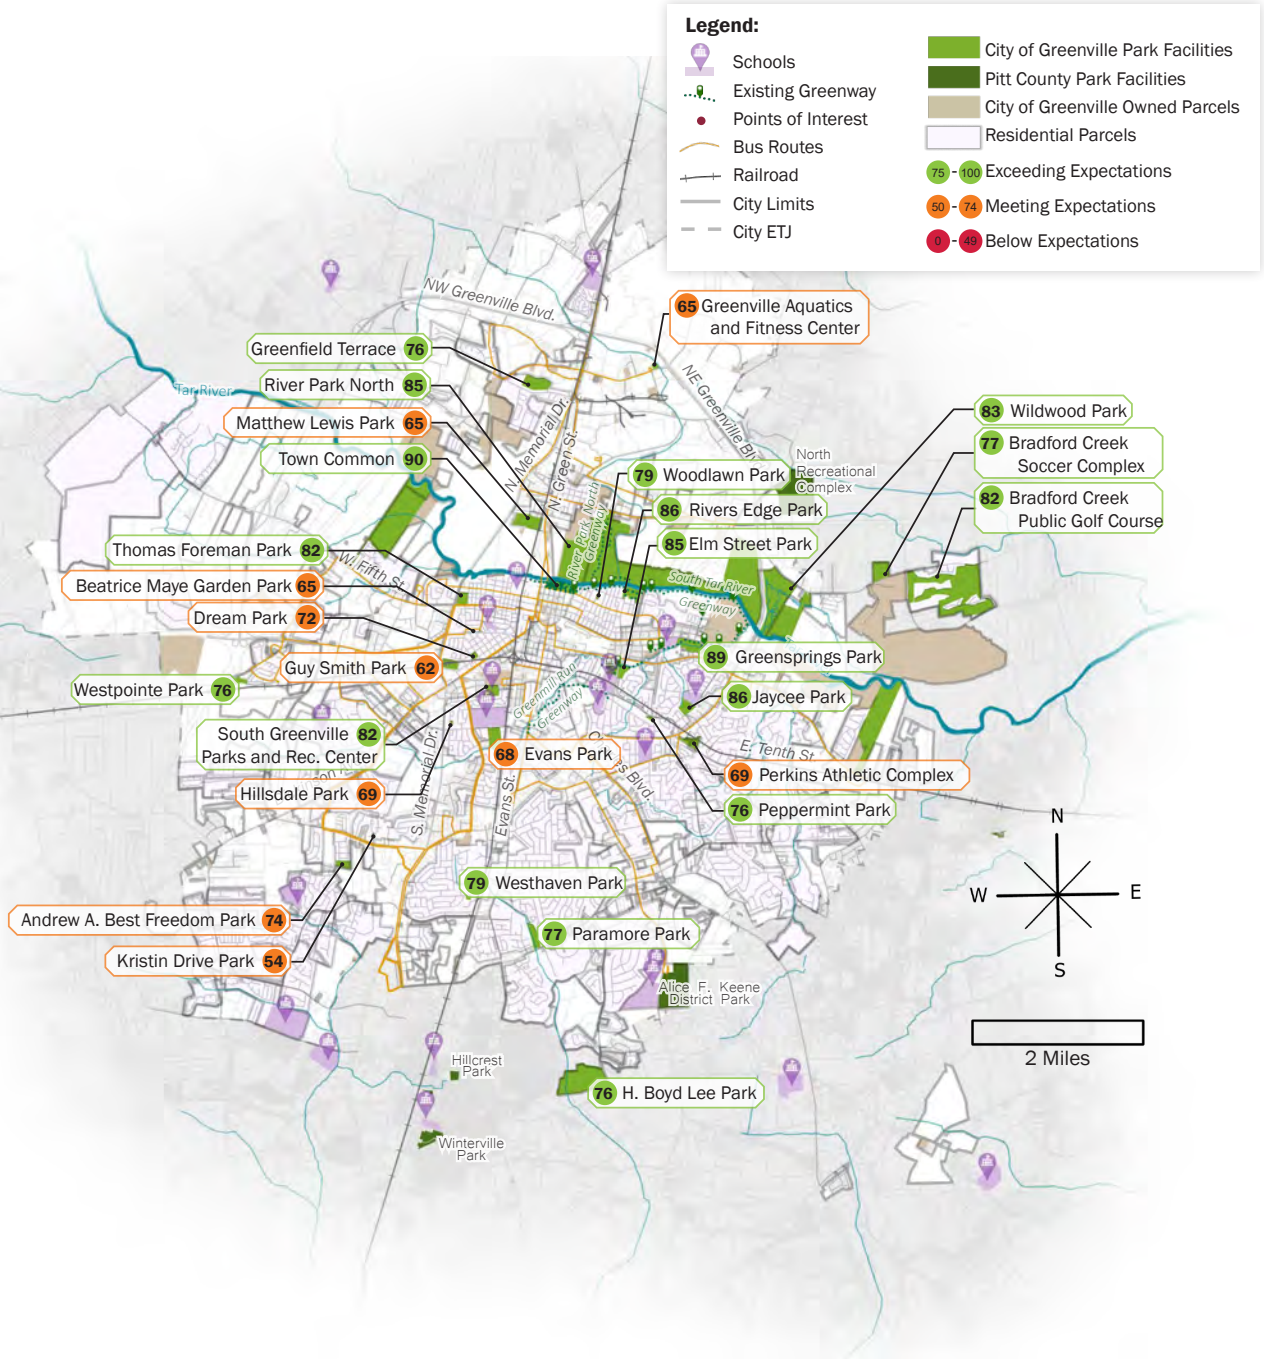 Legend:
Schools
Existing Greenway
Points of Interest
Bus Routes
Railroad
City Limits
City ETJ
City of Greenville Park Facilities
Pitt County Park Facilities
City of Greenville Owned Parcels
Residential Parcels
75 - 100 Exceeding Expectations
50 - 74 Meeting Expectations
0 - 49 Below Expectations
NW Greenville Blvd.
65 Greenville Aquatics
and Fitness Center
Greenfield Terrace 76
River Park North 85
Matthew Lewis Park 65
Town Common 90
Tar River
N. Memorial Dr.
N. Green St.
NE Greenville Blv
83 Wildwood Park
77 Bradford Creek
Soccer Complex
82 Bradford Creek
Public Golf Course
North
Recreational
Complex
79 Woodlawn Park
86 Rivers Edge Park
85 Elm Street Park
River Park North
Greenway
South Tar River
Greenway
Thomas Foreman Park 82
W. Fifth St.
Beatrice Maye Garden Park 65
Dream Park 72
Guy Smith Park 62
Westpointe Park 76
89 Greensprings Park
86 Jaycee Park
Greenmill Run
Greenway
South Greenville 82
Parks and Rec. Center
68 Evans Park
E. Tenth St.
69 Perkins Athletic Complex
76 Peppermint Park
Hillsdale Park 69
S. Memorial Dr.
Evans St.
es Blvd.
79 Westhaven Park
Andrew A. Best Freedom Park 74
77 Paramore Park
Kristin Drive Park 54
Alice F. Keene
District Park
Hillcrest
Park
76 H. Boyd Lee Park
Winterville
Park
N
W
E
S
2 Miles